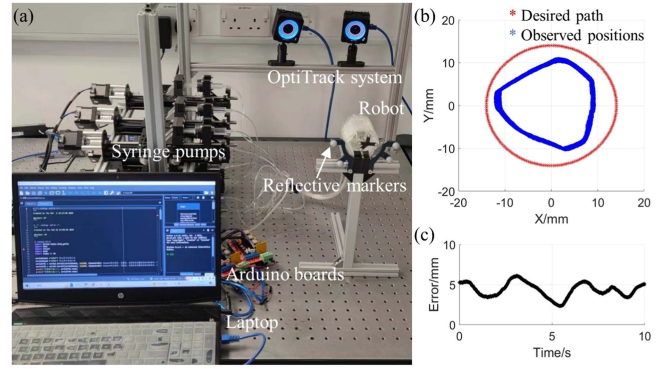 (a)
OptiTrack system
Robot
Syringe pumps
Reflective markers
Arduino boards
Laptop
(b)
* Desired path
* Observed positions
20
10
0
-10
-20
Y/mm
-20 -10 0 10 20
X/mm
(c)
10
5
0
Error/mm
0 5 10
Time/s